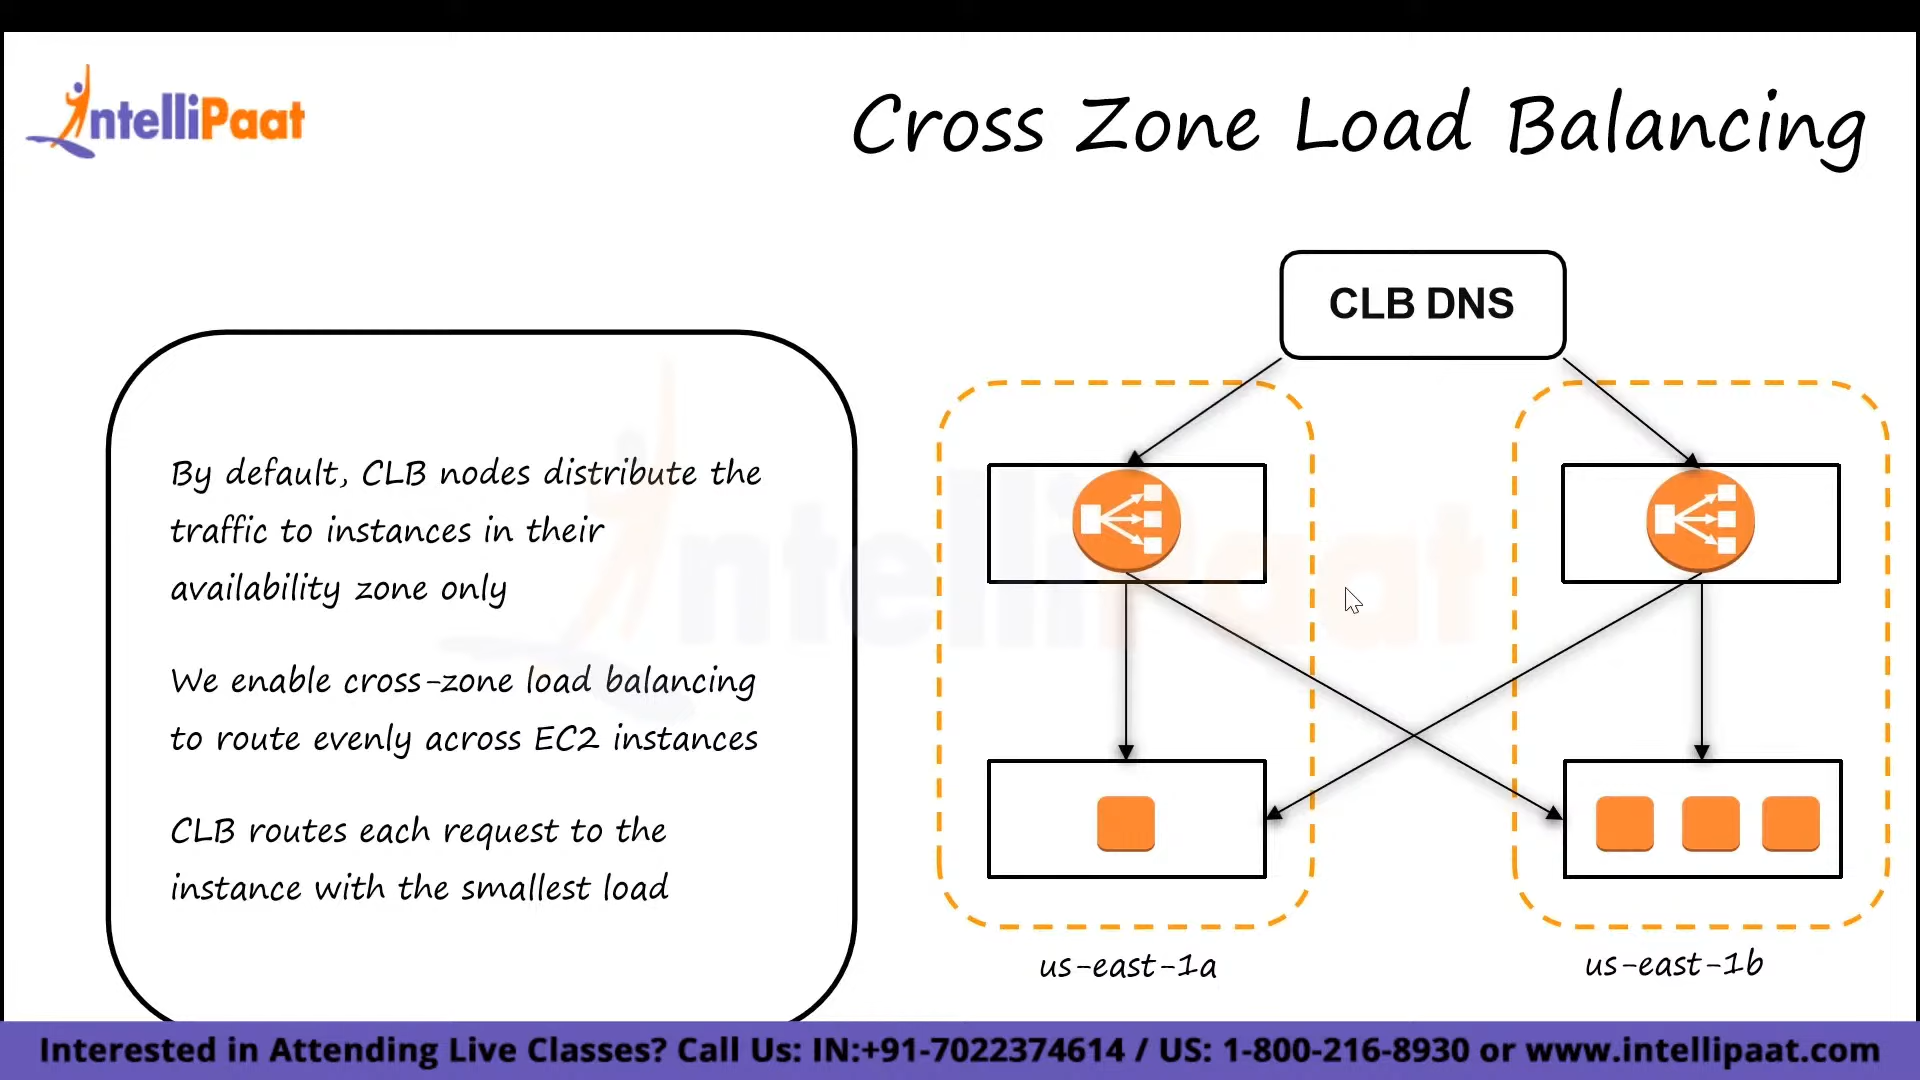 IntelliPaat
Cross Zone Load Balancing
CLB DNS
By default, CLB nodes distribute the
traffic to instances in their
availability zone only
We enable cross-zone load balancing
to route evenly across EC2 instances
CLB routes each request to the
instance with the smallest load
IntelliPaat
us-east-1a
us-east-1b
Interested in Attending Live Classes? Call Us: IN:+91-7022374614 / US: 1-800-216-8930 or www.intellipaat.com